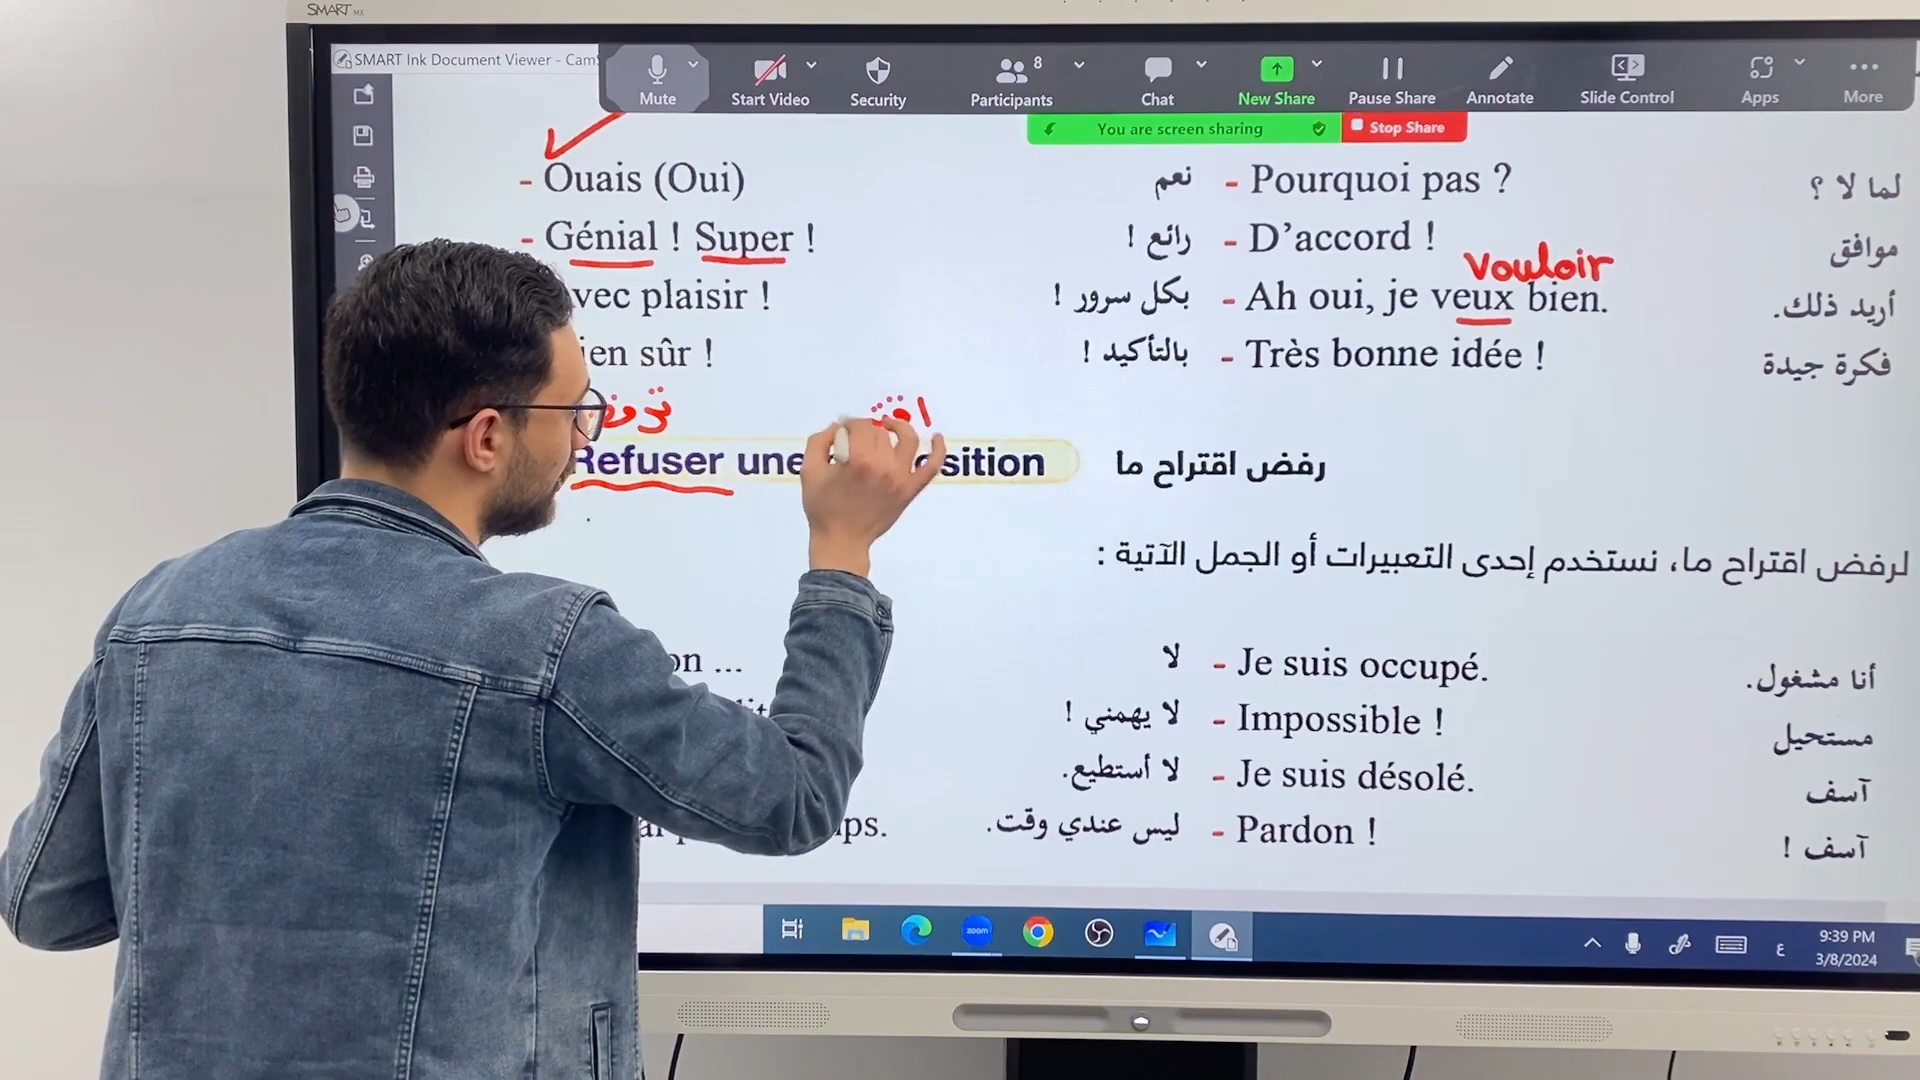 SMART MX
SMART Ink Document Viewer - Cam
Mute
Start Video
Security
Participants 8
Chat
New Share
Pause Share
Annotate
Slide Control
Apps
More
You are screen sharing
Stop Share
- Ouais (Oui) نعم - Pourquoi pas ? لما لا ؟
- Génial ! Super ! رائع ! - D’accord ! موافق
vouloir
plaisir ! بكل سرور ! - Ah oui, je veux bien. أريد ذلك.
sûr ! بالتأكيد ! - Très bonne idée ! فكرة جيدة
Refuser une رفض اقتراح ما
لرفض اقتراح ما، نستخدم إحدى التعبيرات أو الجمل الآتية :
... لا - Je suis occupé. أنا مشغول.
لا يهمني ! - Impossible ! مستحيل
لا أستطيع. - Je suis désolé. آسف
ليس عندي وقت. - Pardon ! آسف !
zoom
ع
9:39 PM
3/8/2024